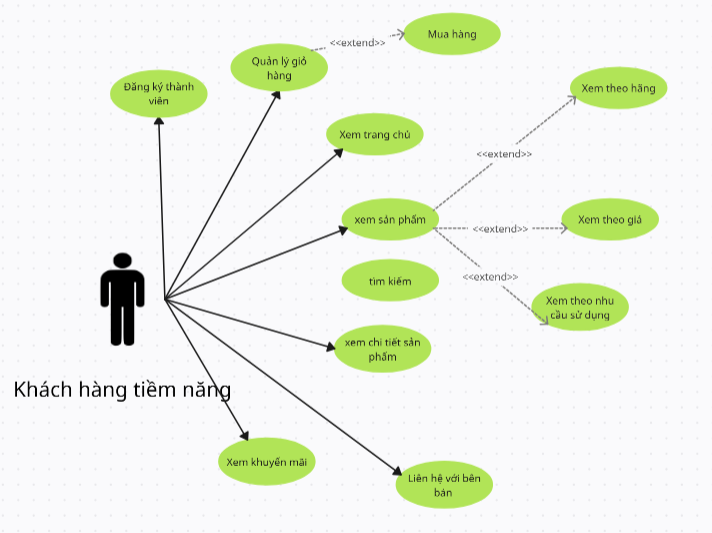 Mua hàng
<<extend>>
Quản lý giỏ
hàng
Đăng ký thành
viên
Xem theo hãng
Xem trang chủ
<<extend>>
xem sản phẩm
<<extend>>
Xem theo giá
<<extend>>
tìm kiếm
Xem theo nhu
cầu sử dụng
xem chi tiết sản
phẩm
Khách hàng tiềm năng
Xem khuyến mãi
Liên hệ với bên
bán